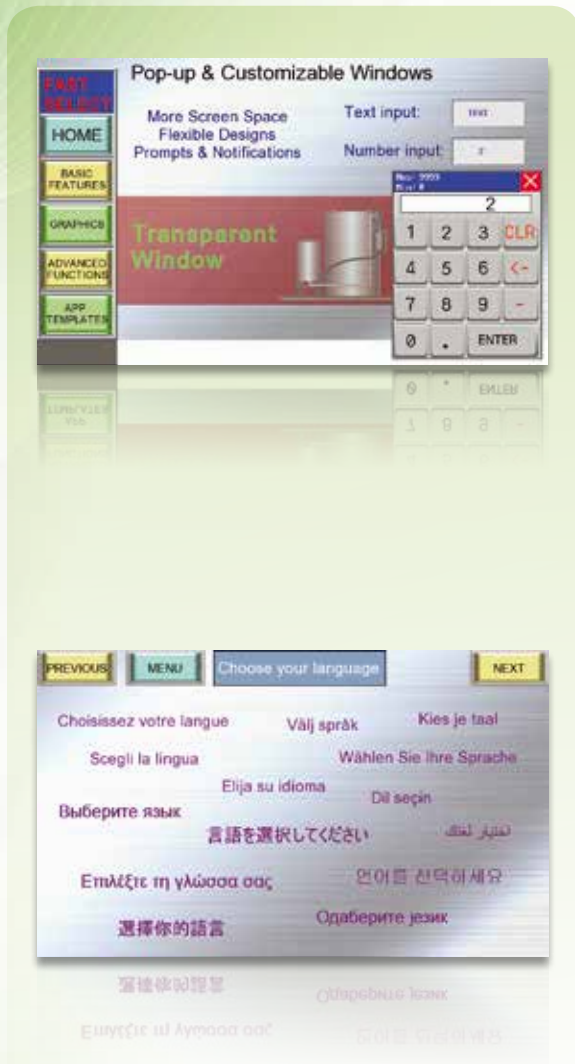 Pop-up & Customizable Windows
FAST
SELECT
HOME
BASIC
FEATURES
GRAPHICS
ADVANCED
FUNCTIONS
APP
TEMPLATES
More Screen Space
Flexible Designs
Prompts & Notifications
Text input:
Number input:
2
Transparent
Window
Max: 9999
X
2
1 2 3 CLR
4 5 6 <-
7 8 9 -
0 . ENTER
PREVIOUS
MENU
Choose your language
NEXT
Choisissez votre langue
Välj språk
Kies je taal
Scegli la lingua
Wählen Sie Ihre Sprache
Elija su idioma
Dil seçin
Выберите язык
言語を選択してください
اختيار لغتك
Επιλέξτε τη γλώσσα σας
언어를 선택하세요
選擇你的語言
Одаберите језик